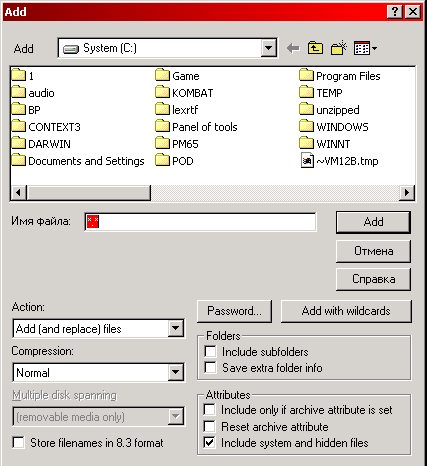 Add
Add System (C:)
1 Game Program Files
audio KOMBAT TEMP
BP lexrtf unzipped
CONTEXT3 Panel of tools WINDOWS
DARWIN PM65 WINNT
Documents and Settings POD ~VM12B.tmp
Имя файла: *.* Add
Отмена
Справка
Action: Password... Add with wildcards
Add (and replace) files
Folders
Compression: Include subfolders
Normal Save extra folder info
Multiple disk spanning Attributes
(removable media only) Include only if archive attribute is set
Reset archive attribute
Store filenames in 8.3 format Include system and hidden files